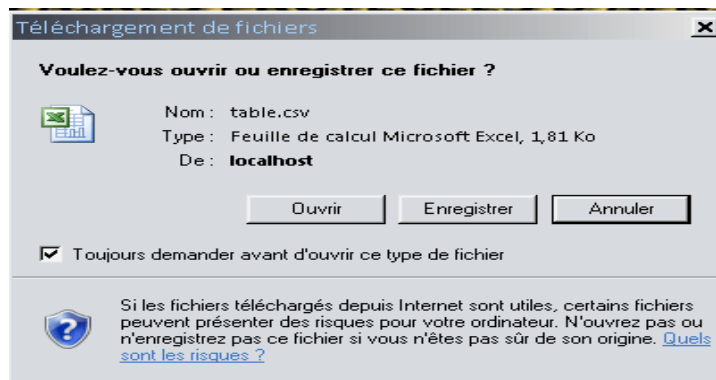 Téléchargement de fichiers
Voulez-vous ouvrir ou enregistrer ce fichier ?
Nom : table.csv
Type : Feuille de calcul Microsoft Excel, 1,81 Ko
De : localhost
Ouvrir Enregistrer Annuler
Toujours demander avant d'ouvrir ce type de fichier
Si les fichiers téléchargés depuis Internet sont utiles, certains fichiers
peuvent présenter des risques pour votre ordinateur. N'ouvrez pas ou
n'enregistrez pas ce fichier si vous n'êtes pas sûr de son origine. Quels
sont les risques ?